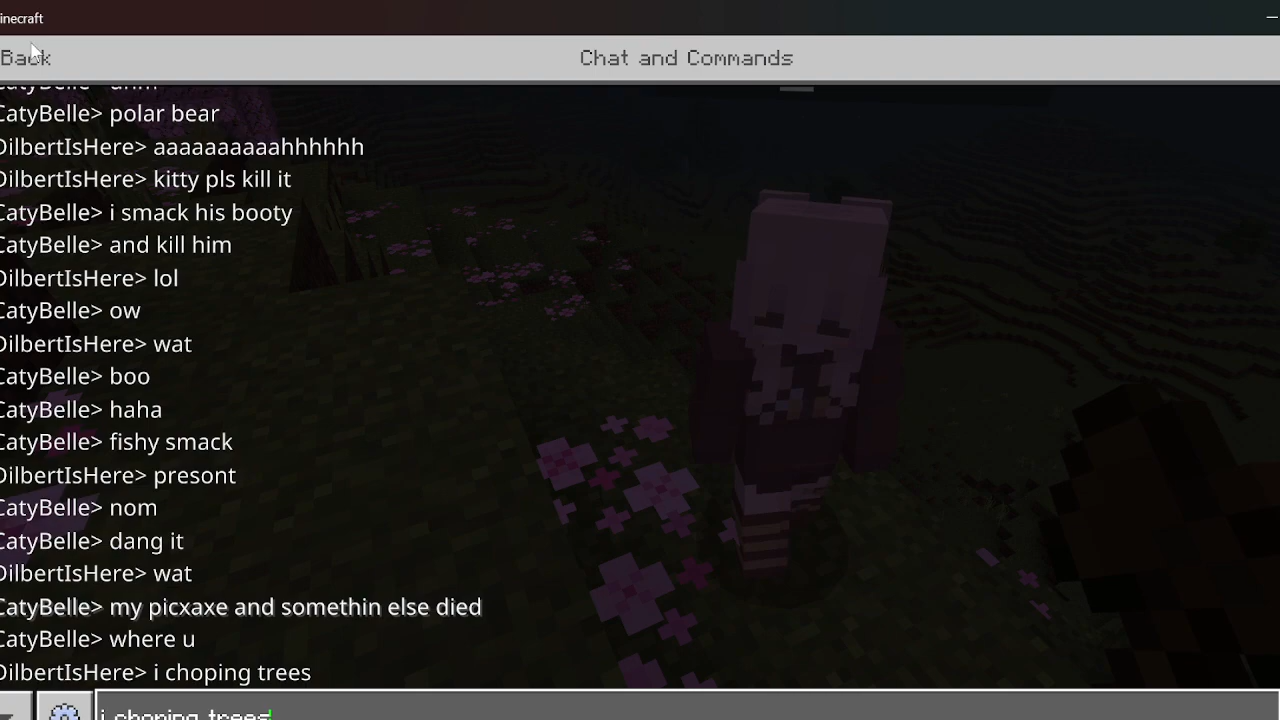 inecraft
Back
Chat and Commands
CatyBelle> polar bear
DilbertIsHere> aaaaaaaaaahhhhhh
DilbertIsHere> kitty pls kill it
CatyBelle> i smack his booty
CatyBelle> and kill him
DilbertIsHere> lol
CatyBelle> ow
DilbertIsHere> wat
CatyBelle> boo
CatyBelle> haha
CatyBelle> fishy smack
DilbertIsHere> presont
CatyBelle> nom
CatyBelle> dang it
DilbertIsHere> wat
CatyBelle> my picxaxe and somethin else died
CatyBelle> where u
DilbertIsHere> i choping trees
i choping trees